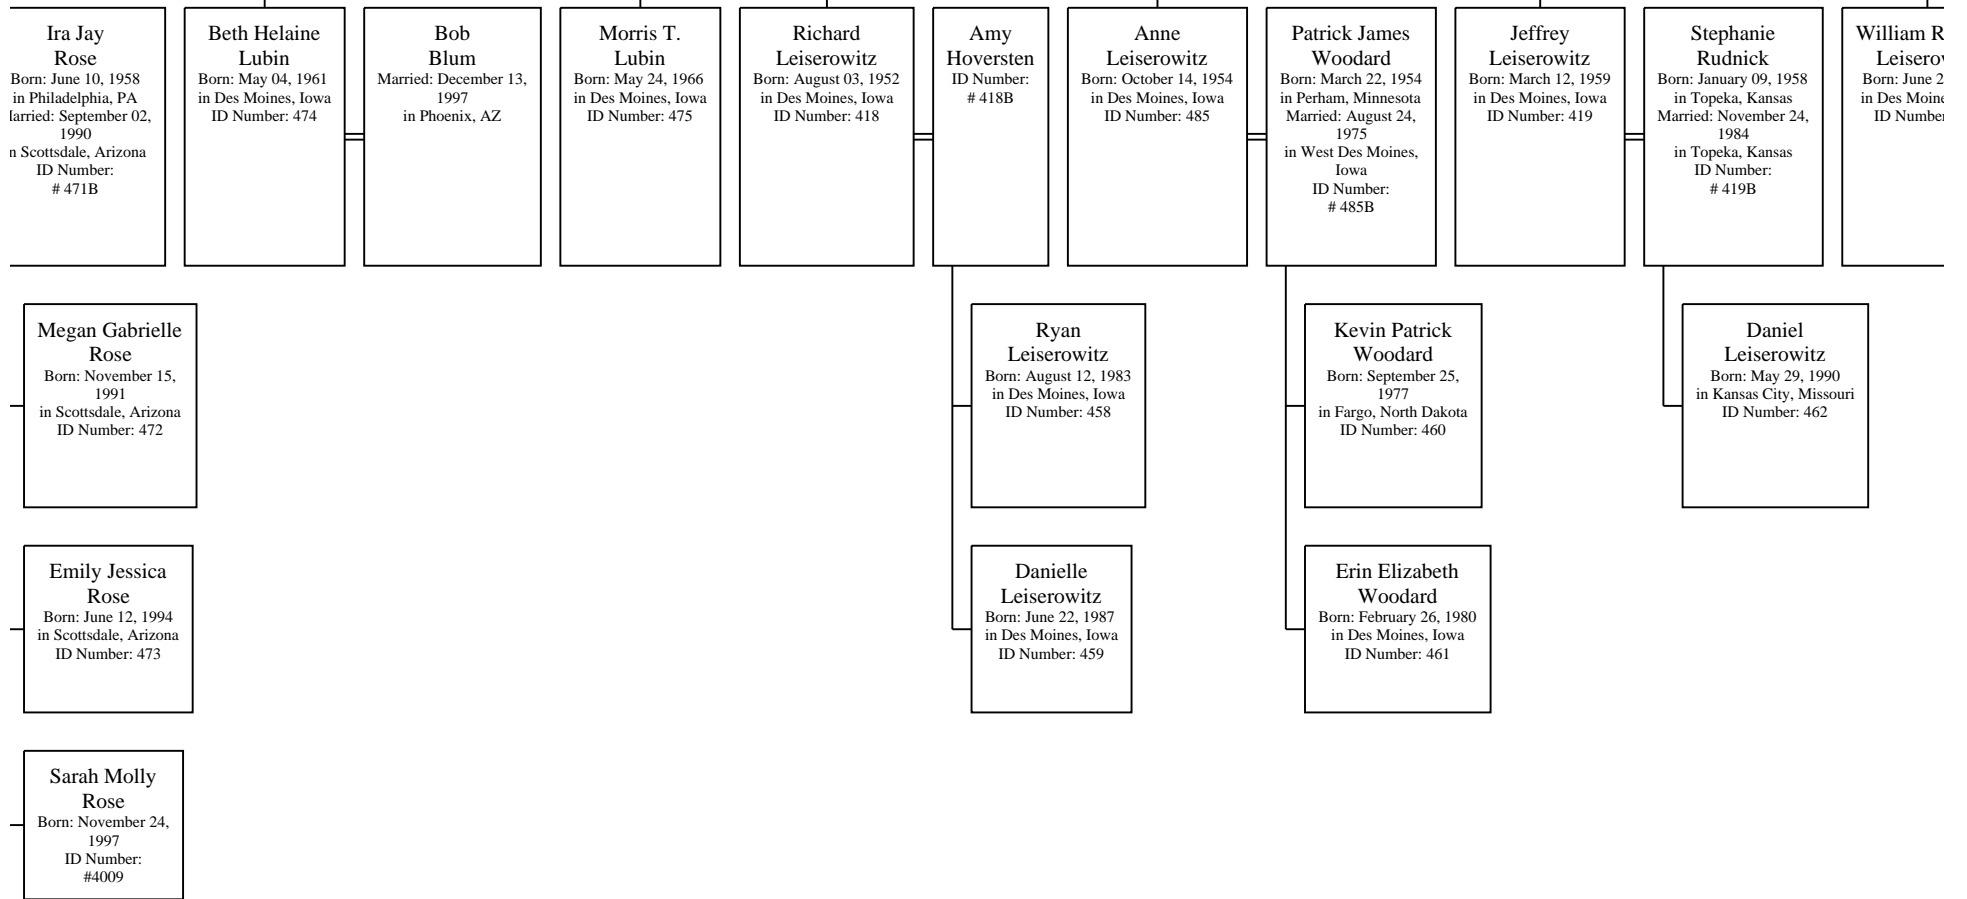 Ira Jay
Rose
Born: June 10, 1958
in Philadelphia, PA
September 02,
1990
Scottsdale, Arizona
ID Number:
# 471B
Beth Helaine
Lubin
Born: May 04, 1961
in Des Moines, Iowa
ID Number: 474
Bob
Blum
Married: December 13,
1997
in Phoenix, AZ
Morris T.
Lubin
Born: May 24, 1966
in Des Moines, Iowa
ID Number: 475
Richard
Leiserowitz
Born: August 03, 1952
in Des Moines, Iowa
ID Number: 418
Amy
Hoversten
ID Number:
# 418B
Anne
Leiserowitz
Born: October 14, 1954
in Des Moines, Iowa
ID Number: 485
Patrick James
Woodard
Born: March 22, 1954
in Perham, Minnesota
Married: August 24,
1975
in West Des Moines,
Iowa
ID Number:
# 485B
Jeffrey
Leiserowitz
Born: March 12, 1959
in Des Moines, Iowa
ID Number: 419
Stephanie
Rudnick
Born: January 09, 1958
in Topeka, Kansas
Married: November 24,
1984
in Topeka, Kansas
ID Number:
# 419B
William R
Born: June 2
in Des
ID
Megan Gabrielle
Rose
Born: November 15,
1991
in Scottsdale, Arizona
ID Number: 472
Ryan
Leiserowitz
Born: August 12, 1983
in Des Moines, Iowa
ID Number: 458
Kevin Patrick
Woodard
Born: September 25,
1977
in Fargo, North Dakota
ID Number: 460
Daniel
Leiserowitz
Born: May 29, 1990
in Kansas City, Missouri
ID Number: 462
Emily Jessica
Rose
Born: June 12, 1994
in Scottsdale, Arizona
ID Number: 473
Danielle
Leiserowitz
Born: June 22, 1987
in Des Moines, Iowa
ID Number: 459
Erin Elizabeth
Woodard
Born: February 26, 1980
in Des Moines, Iowa
ID Number: 461
Sarah Molly
Rose
Born: November 24,
1997
ID Number:
#4009